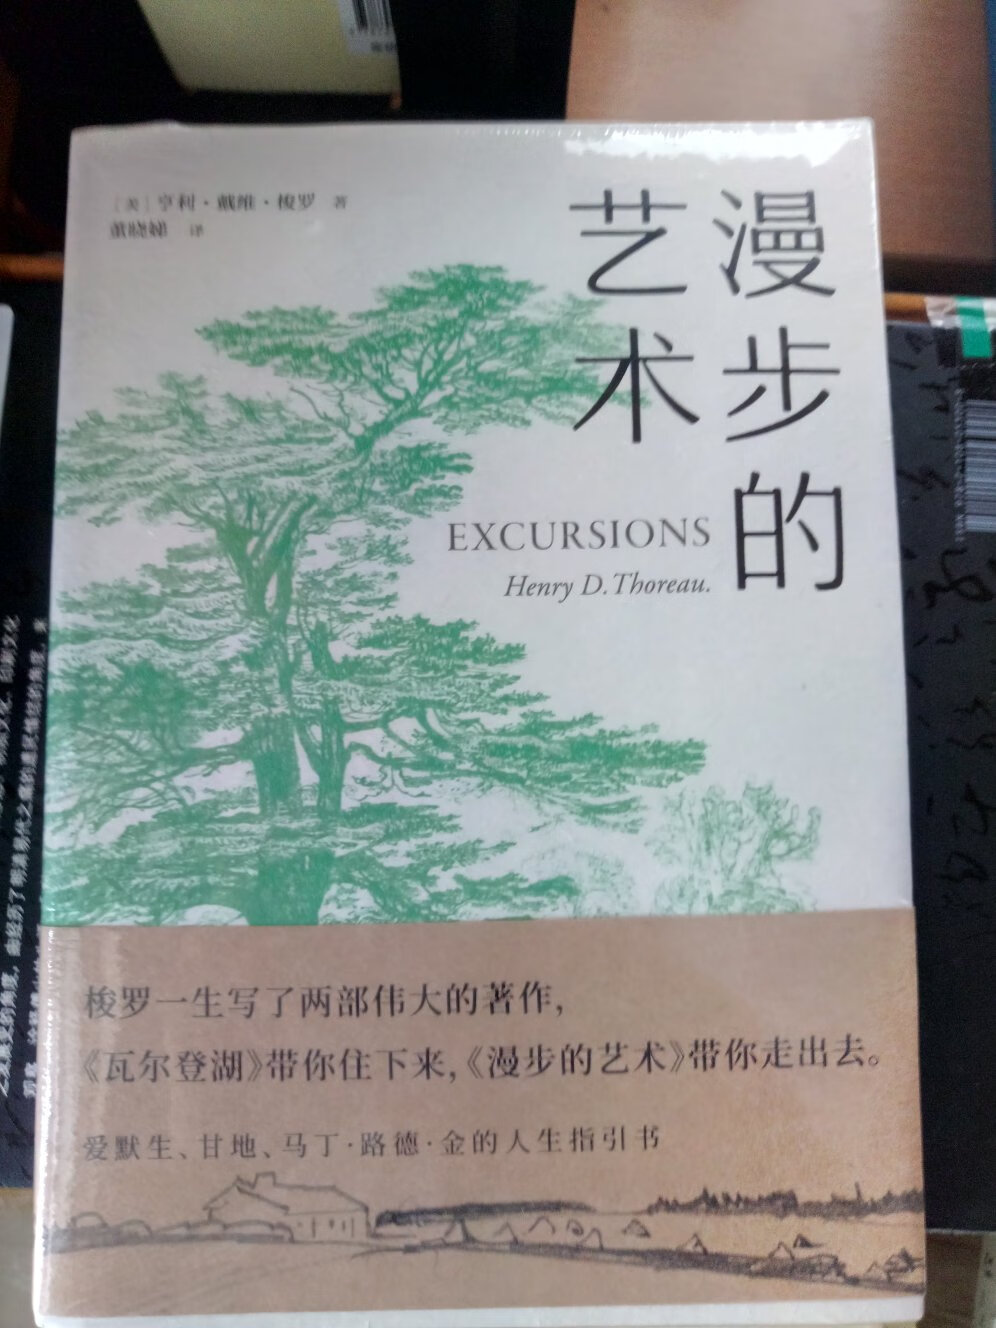 [美]亨利·戴维·梭罗 著
董晓娣 译
漫步的
艺术
EXCURSIONS
Henry D. Thoreau.
梭罗一生写了两部伟大的著作,
《瓦尔登湖》带你住下来,《漫步的艺术》带你走出去。
爱默生、甘地、马丁·路德·金的人生指引书